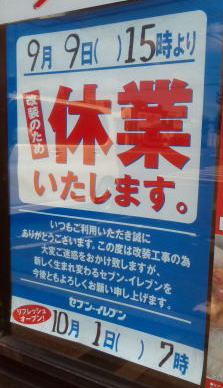 9月9日( )15時より
改装のため
休業
いたします。
いつもご利用いただき誠に
ありがとうございます。この度は改装工事の為
大変ご迷惑をおかけ致しますが、
新しく生まれ変わるセブン-イレブンを
今後ともよろしくお願い申し上げます。
セブン-イレブン
リフレッシュ
オープン!
10月1日( )7時